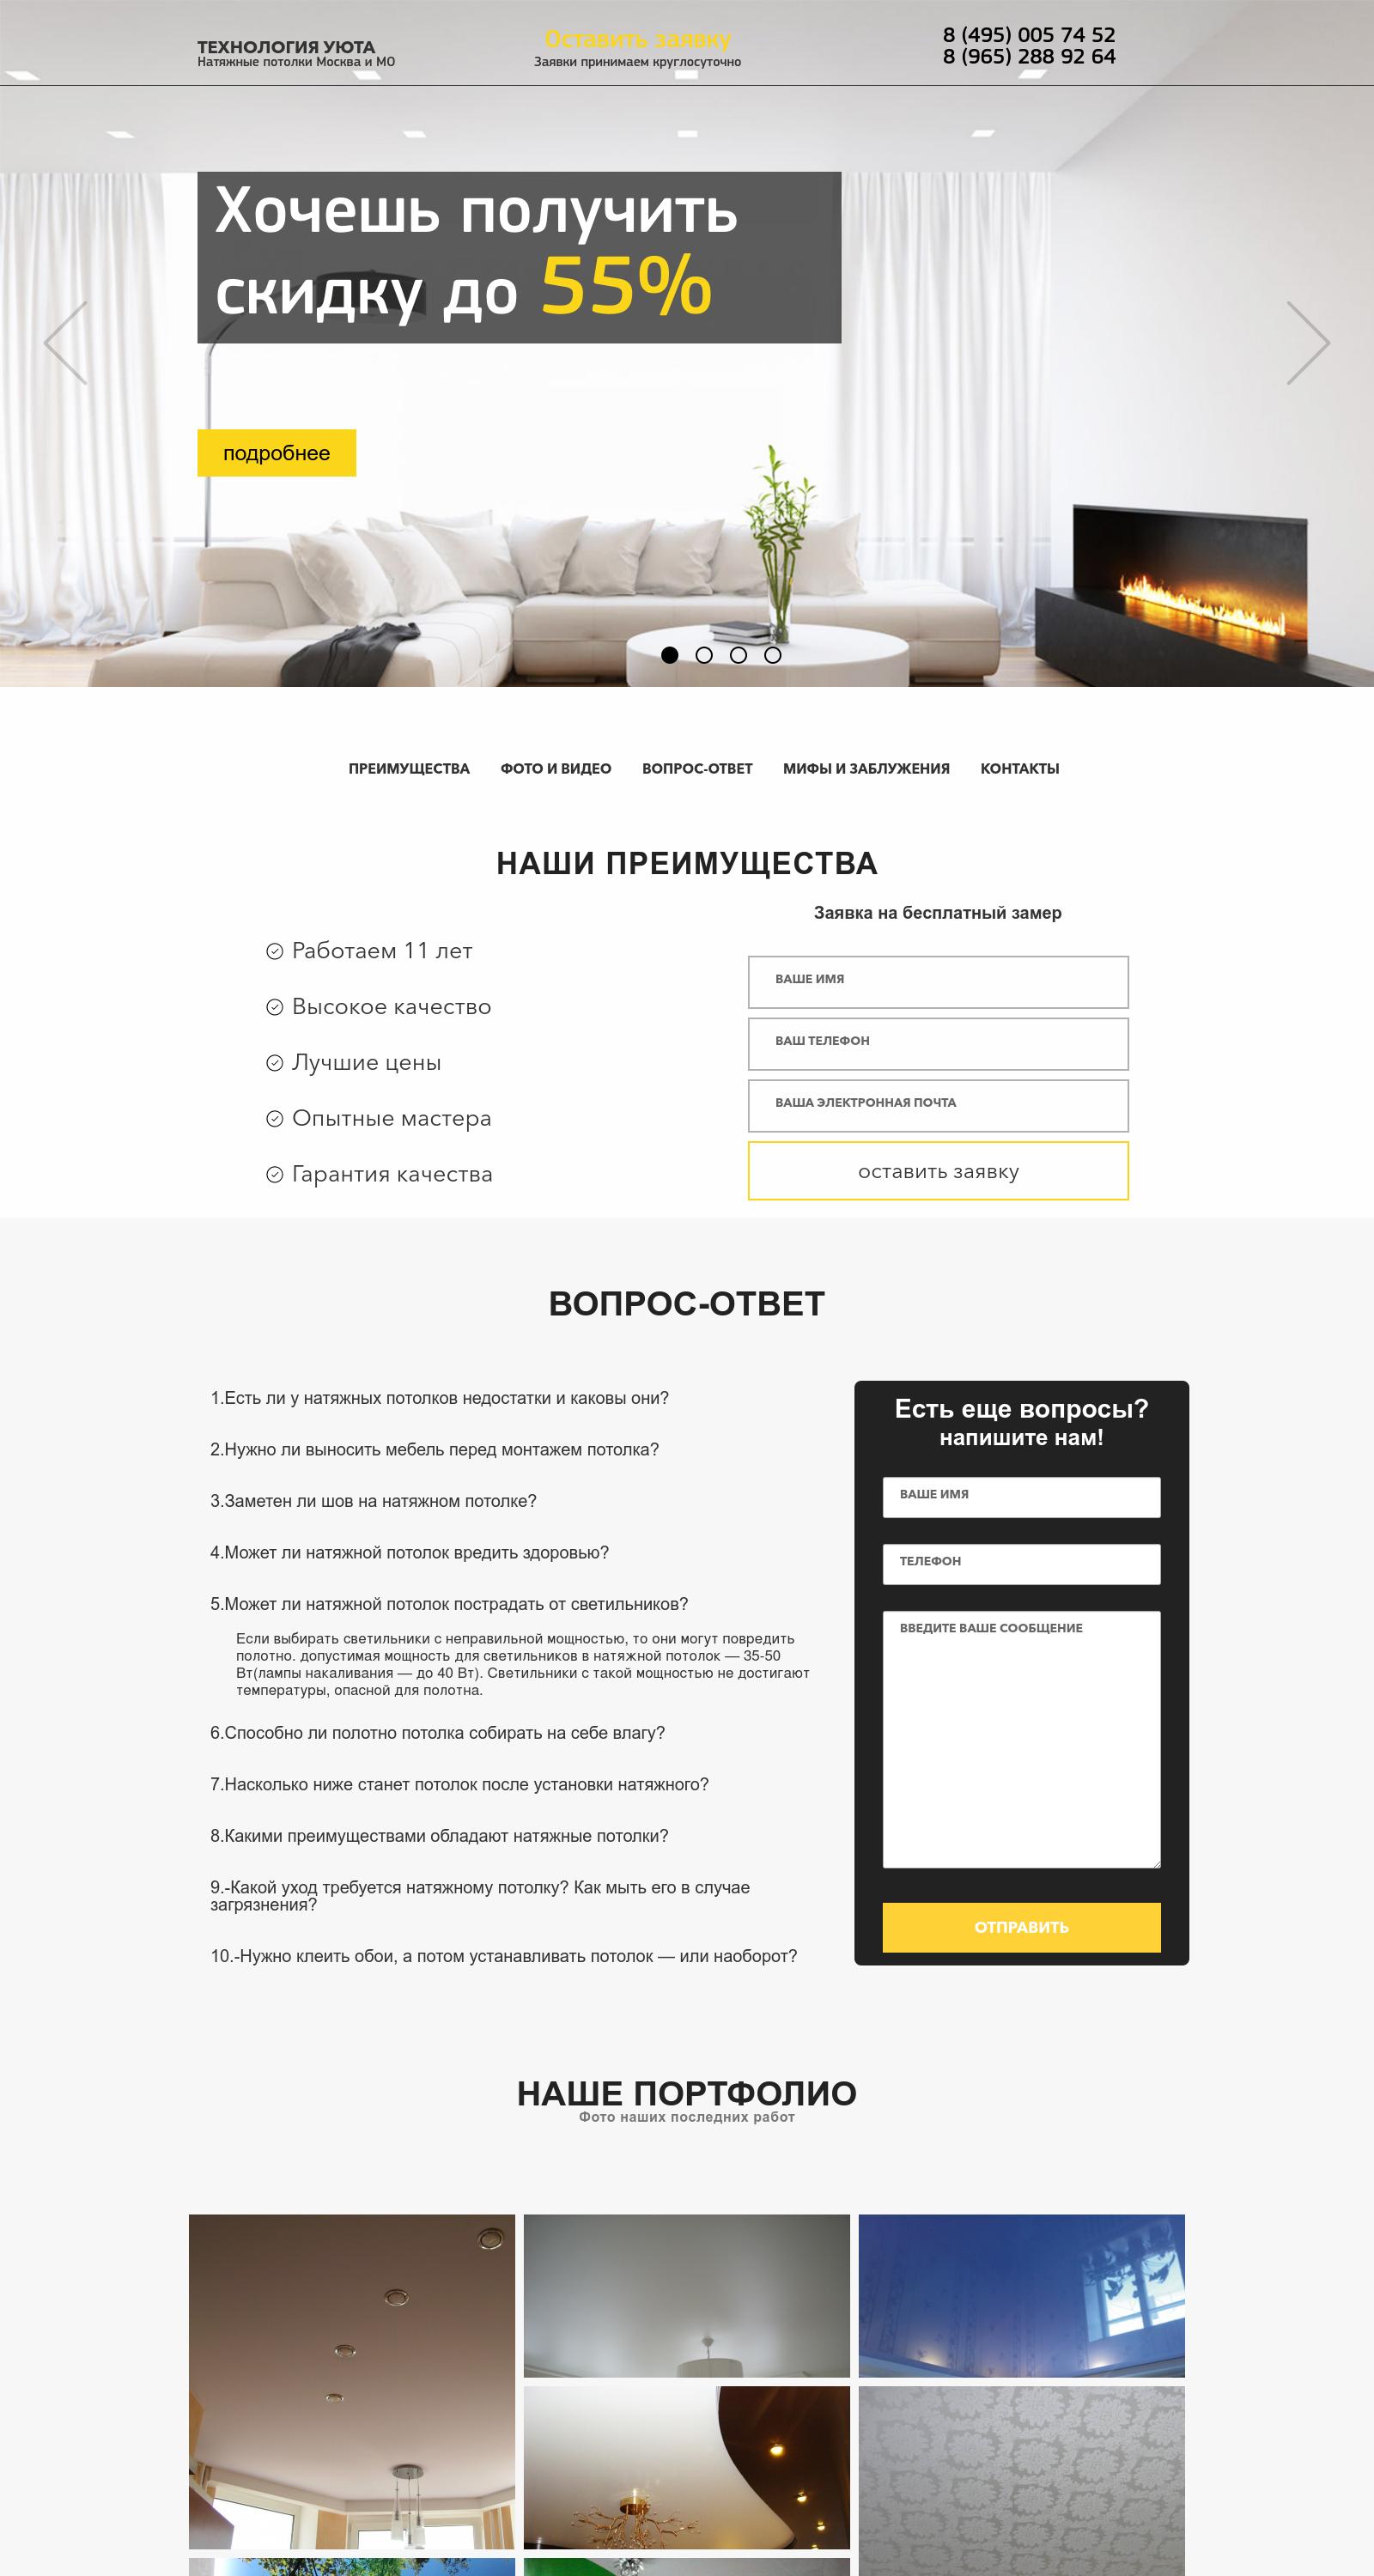 ТЕХНОЛОГИЯ УЮТА
Натяжные потолки Москва и МО
Оставить заявку
Заявки принимаем круглосуточно
8 (495) 005 74 52
8 (965) 288 92 64
Хочешь получить
скидку до 55%
подробнее
ПРЕИМУЩЕСТВА ФОТО И ВИДЕО ВОПРОС-ОТВЕТ МИФЫ И ЗАБЛУЖЕНИЯ КОНТАКТЫ
НАШИ ПРЕИМУЩЕСТВА
Работаем 11 лет
Высокое качество
Лучшие цены
Опытные мастера
Гарантия качества
Заявка на бесплатный замер
ВАШЕ ИМЯ
ВАШ ТЕЛЕФОН
ВАША ЭЛЕКТРОННАЯ ПОЧТА
оставить заявку
ВОПРОС-ОТВЕТ
1.Есть ли у натяжных потолков недостатки и каковы они?
2.Нужно ли выносить мебель перед монтажем потолка?
3.Заметен ли шов на натяжном потолке?
4.Может ли натяжной потолок вредить здоровью?
5.Может ли натяжной потолок пострадать от светильников?
Если выбирать светильники с неправильной мощностью, то они могут повредить
полотно. допустимая мощность для светильников в натяжной потолок — 35-50
Вт(лампы накаливания — до 40 Вт). Светильники с такой мощностью не достигают
температуры, опасной для полотна.
6.Способно ли полотно потолка собирать на себе влагу?
7.Насколько ниже станет потолок после установки натяжного?
8.Какими преимуществами обладают натяжные потолки?
9.-Какой уход требуется натяжному потолку? Как мыть его в случае
загрязнения?
10.-Нужно клеить обои, а потом устанавливать потолок — или наоборот?
Есть еще вопросы?
напишите нам!
ВАШЕ ИМЯ
ТЕЛЕФОН
ВВЕДИТЕ ВАШЕ СООБЩЕНИЕ
ОТПРАВИТЬ
НАШЕ ПОРТФОЛИО
Фото наших последних работ